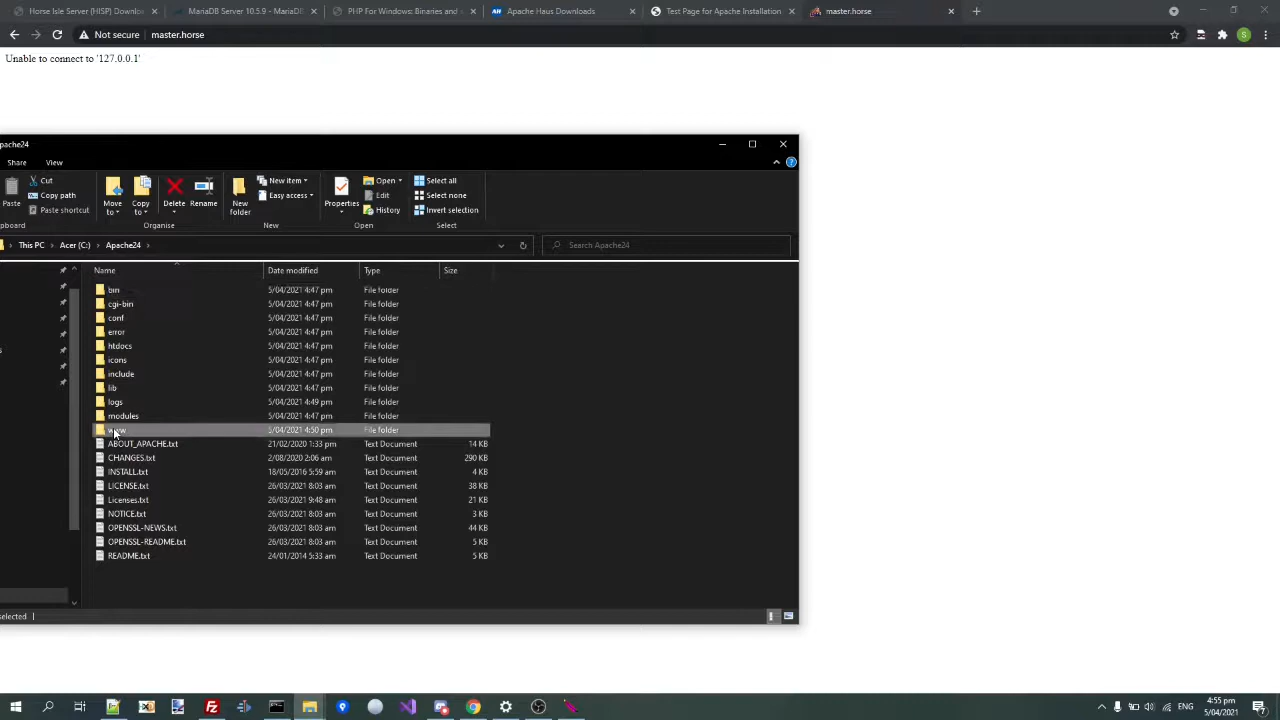 Horse Isle Server (HISP) Downlo
MariaDB Server 10.5.9 - MariaDB
PHP For Windows: Binaries and s
Apache Haus Downloads
Test Page for Apache Installation
master.horse
Not secure
master.horse
S
Unable to connect to '127.0.0.1'
pache24
Share
View
Paste
Cut
Copy path
Paste shortcut
Move to
Copy to
Delete
Rename
New folder
New item
Easy access
Properties
Open
Edit
History
Select all
Select none
Invert selection
pboard
Organise
New
Open
Select
This PC
Acer (C:)
Apache24
Search Apache24
Name
Date modified
Type
Size
bin 5/04/2021 4:47 pm File folder
cgi-bin 5/04/2021 4:47 pm File folder
conf 5/04/2021 4:47 pm File folder
error 5/04/2021 4:47 pm File folder
htdocs 5/04/2021 4:47 pm File folder
icons 5/04/2021 4:47 pm File folder
include 5/04/2021 4:47 pm File folder
lib 5/04/2021 4:47 pm File folder
logs 5/04/2021 4:49 pm File folder
modules 5/04/2021 4:47 pm File folder
www 5/04/2021 4:50 pm File folder
ABOUT_APACHE.txt 21/02/2020 1:33 pm Text Document 14 KB
CHANGES.txt 2/08/2020 2:06 am Text Document 290 KB
INSTALL.txt 18/05/2016 5:59 am Text Document 4 KB
LICENSE.txt 26/03/2021 8:03 am Text Document 38 KB
Licenses.txt 26/03/2021 9:48 am Text Document 21 KB
NOTICE.txt 26/03/2021 8:03 am Text Document 3 KB
OPENSSL-NEWS.txt 26/03/2021 8:03 am Text Document 44 KB
OPENSSL-README.txt 26/03/2021 8:03 am Text Document 5 KB
README.txt 24/01/2014 5:33 am Text Document 5 KB
selected
ENG
4:55 pm
5/04/2021